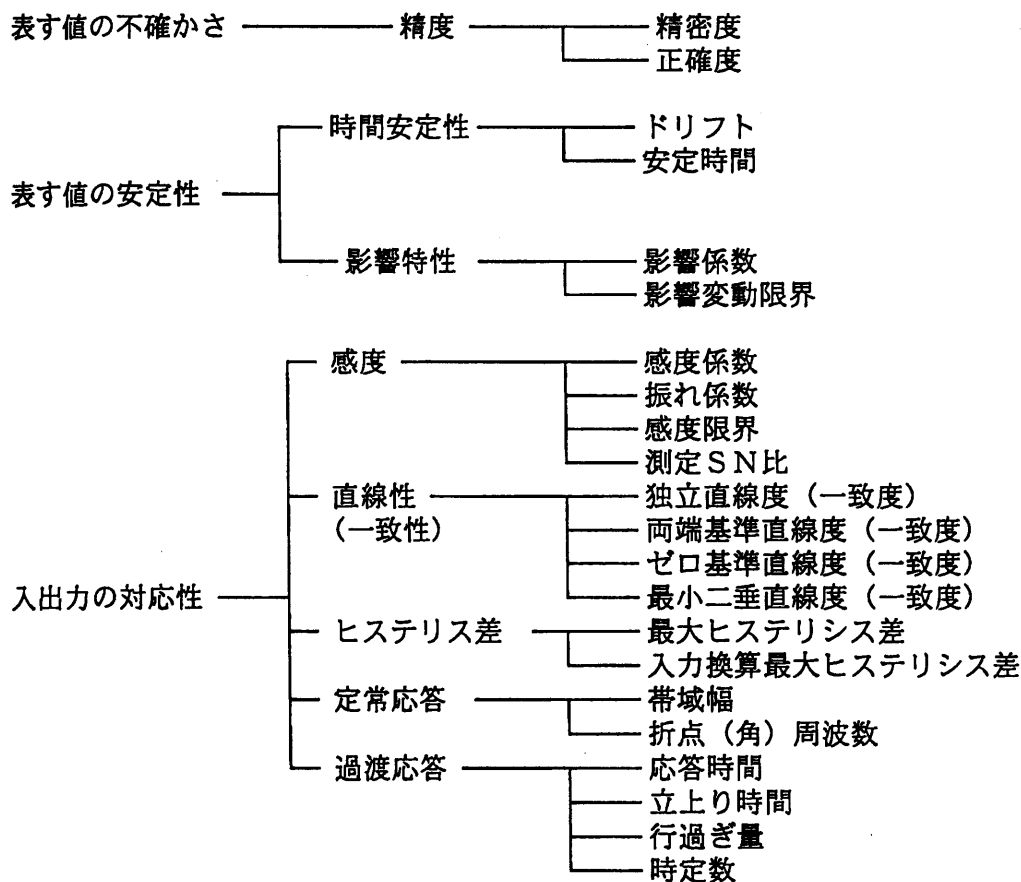 表す値の不確かさ 精度 精密度
正確度
時間安定性 ドリフト
安定時間
表す値の安定性
影響特性 影響係数
影響変動限界
感度 感度係数
振れ係数
感度限界
測定SN比
直線性 独立直線度(一致度)
(一致性) 両端基準直線度(一致度)
ゼロ基準直線度(一致度)
入出力の対応性 最小二垂直線度(一致度)
ヒステリス差 最大ヒステリシス差
入力換算最大ヒステリシス差
定常応答 帯域幅
折点(角)周波数
過渡応答 応答時間
立上り時間
行過ぎ量
時定数